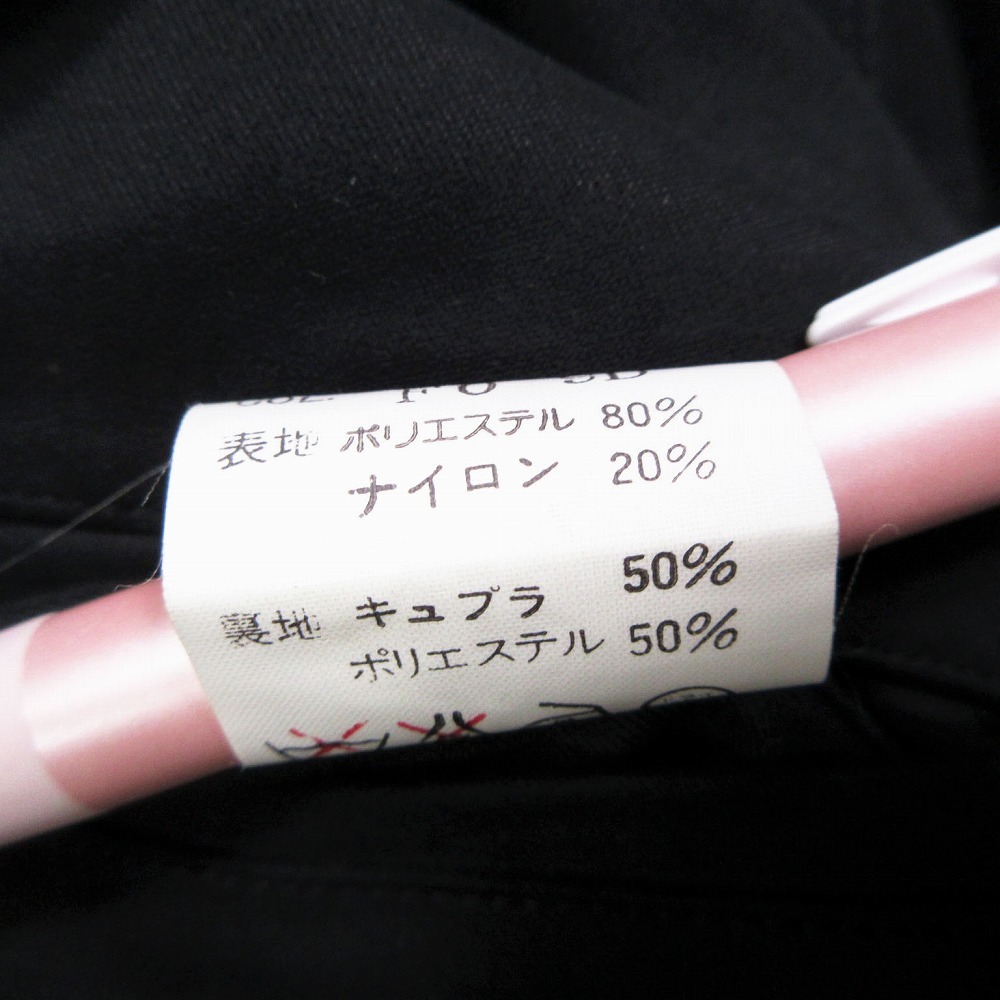 表地 ポリエステル 80%
ナイロン 20%
裏地 キュプラ 50%
ポリエステル 50%